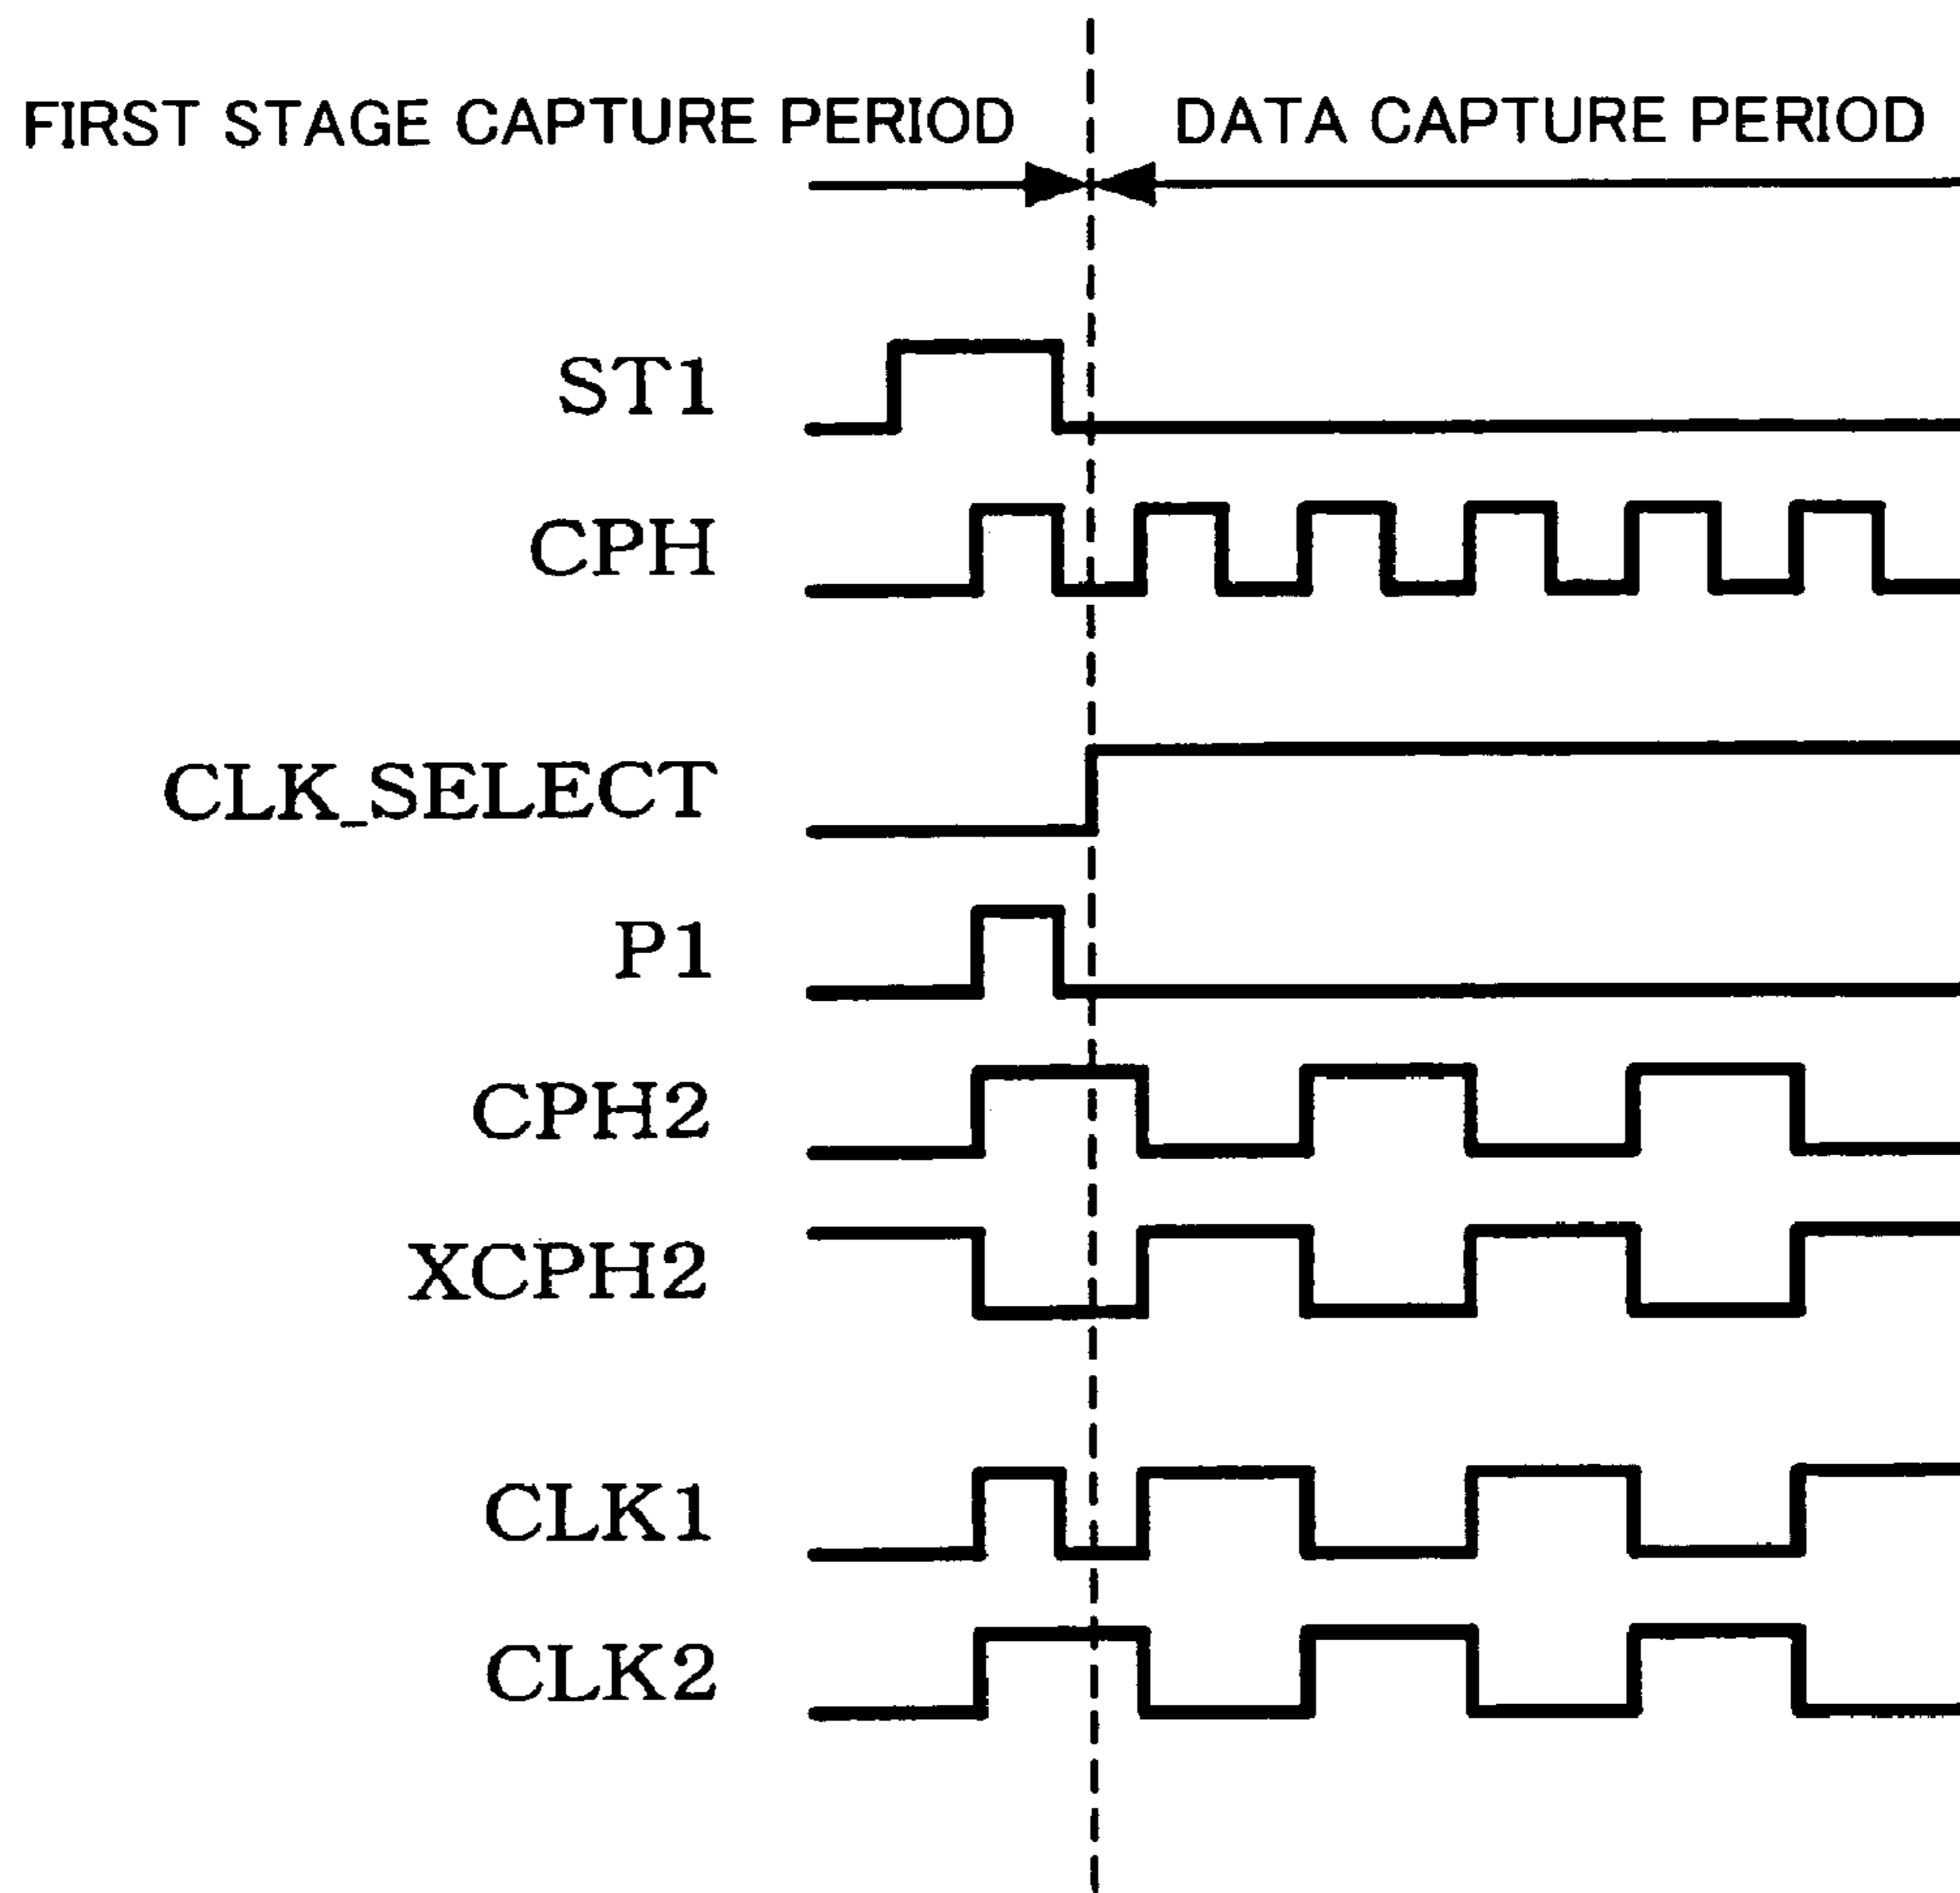 FIRST STAGE CAPTURE PERIOD DATA CAPTURE PERIOD
ST1
CPH
CLK_SELECT
P1
CPH2
XCPH2
CLK1
CLK2